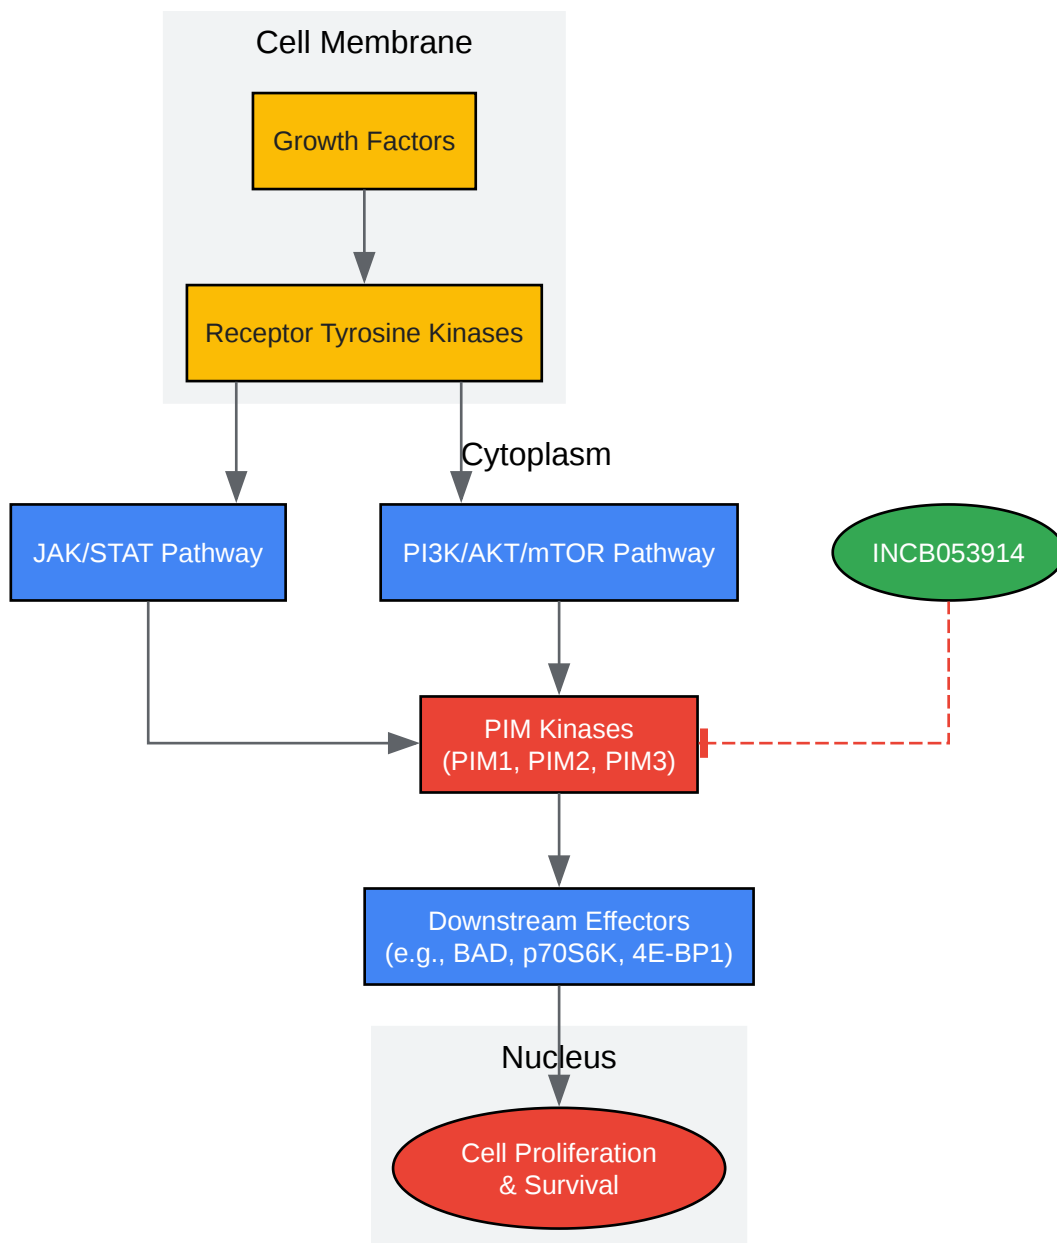 Cell Membrane
Growth Factors
Receptor Tyrosine Kinases
Cytoplasm
JAK/STAT Pathway
PI3K/AKT/mTOR Pathway
INCB053914
PIM Kinases
(PIM1, PIM2, PIM3)
Downstream Effectors
(e.g., BAD, p70S6K, 4E-BP1)
Nucleus
Cell Proliferation
& Survival